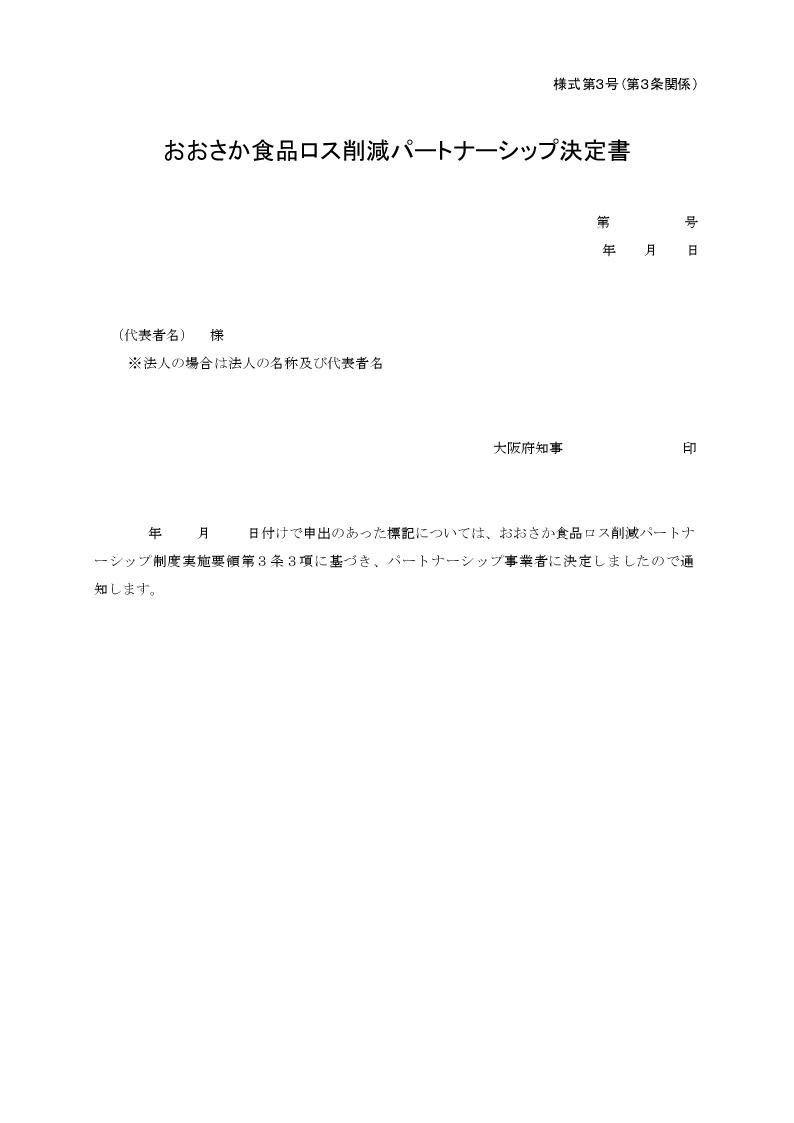 様式第３号（第３条関係）
おおさか食品ロス削減パートナーシップ決定書
第　　　　　号
年　　月　　日
（代表者名）　様
※法人の場合は法人の名称及び代表者名
大阪府知事　　　　　　　　印
年　　月　　日付けで申出のあった標記については、おおさか食品ロス削減パートナ
ーシップ制度実施要領第３条３項に基づき、パートナーシップ事業者に決定しましたので通
知します。